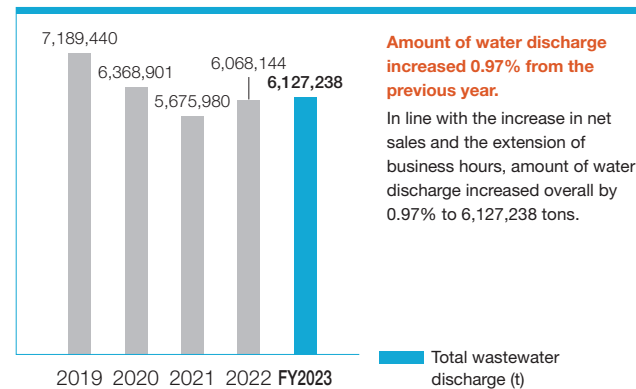 7,189,440
6,368,901
5,675,980
6,068,144
6,127,238
2019 2020 2021 2022 FY2023
Amount of water discharge
increased 0.97% from the
previous year.
In line with the increase in net
sales and the extension of
business hours, amount of water
discharge increased overall by
0.97% to 6,127,238 tons.
Total wastewater
discharge (t)